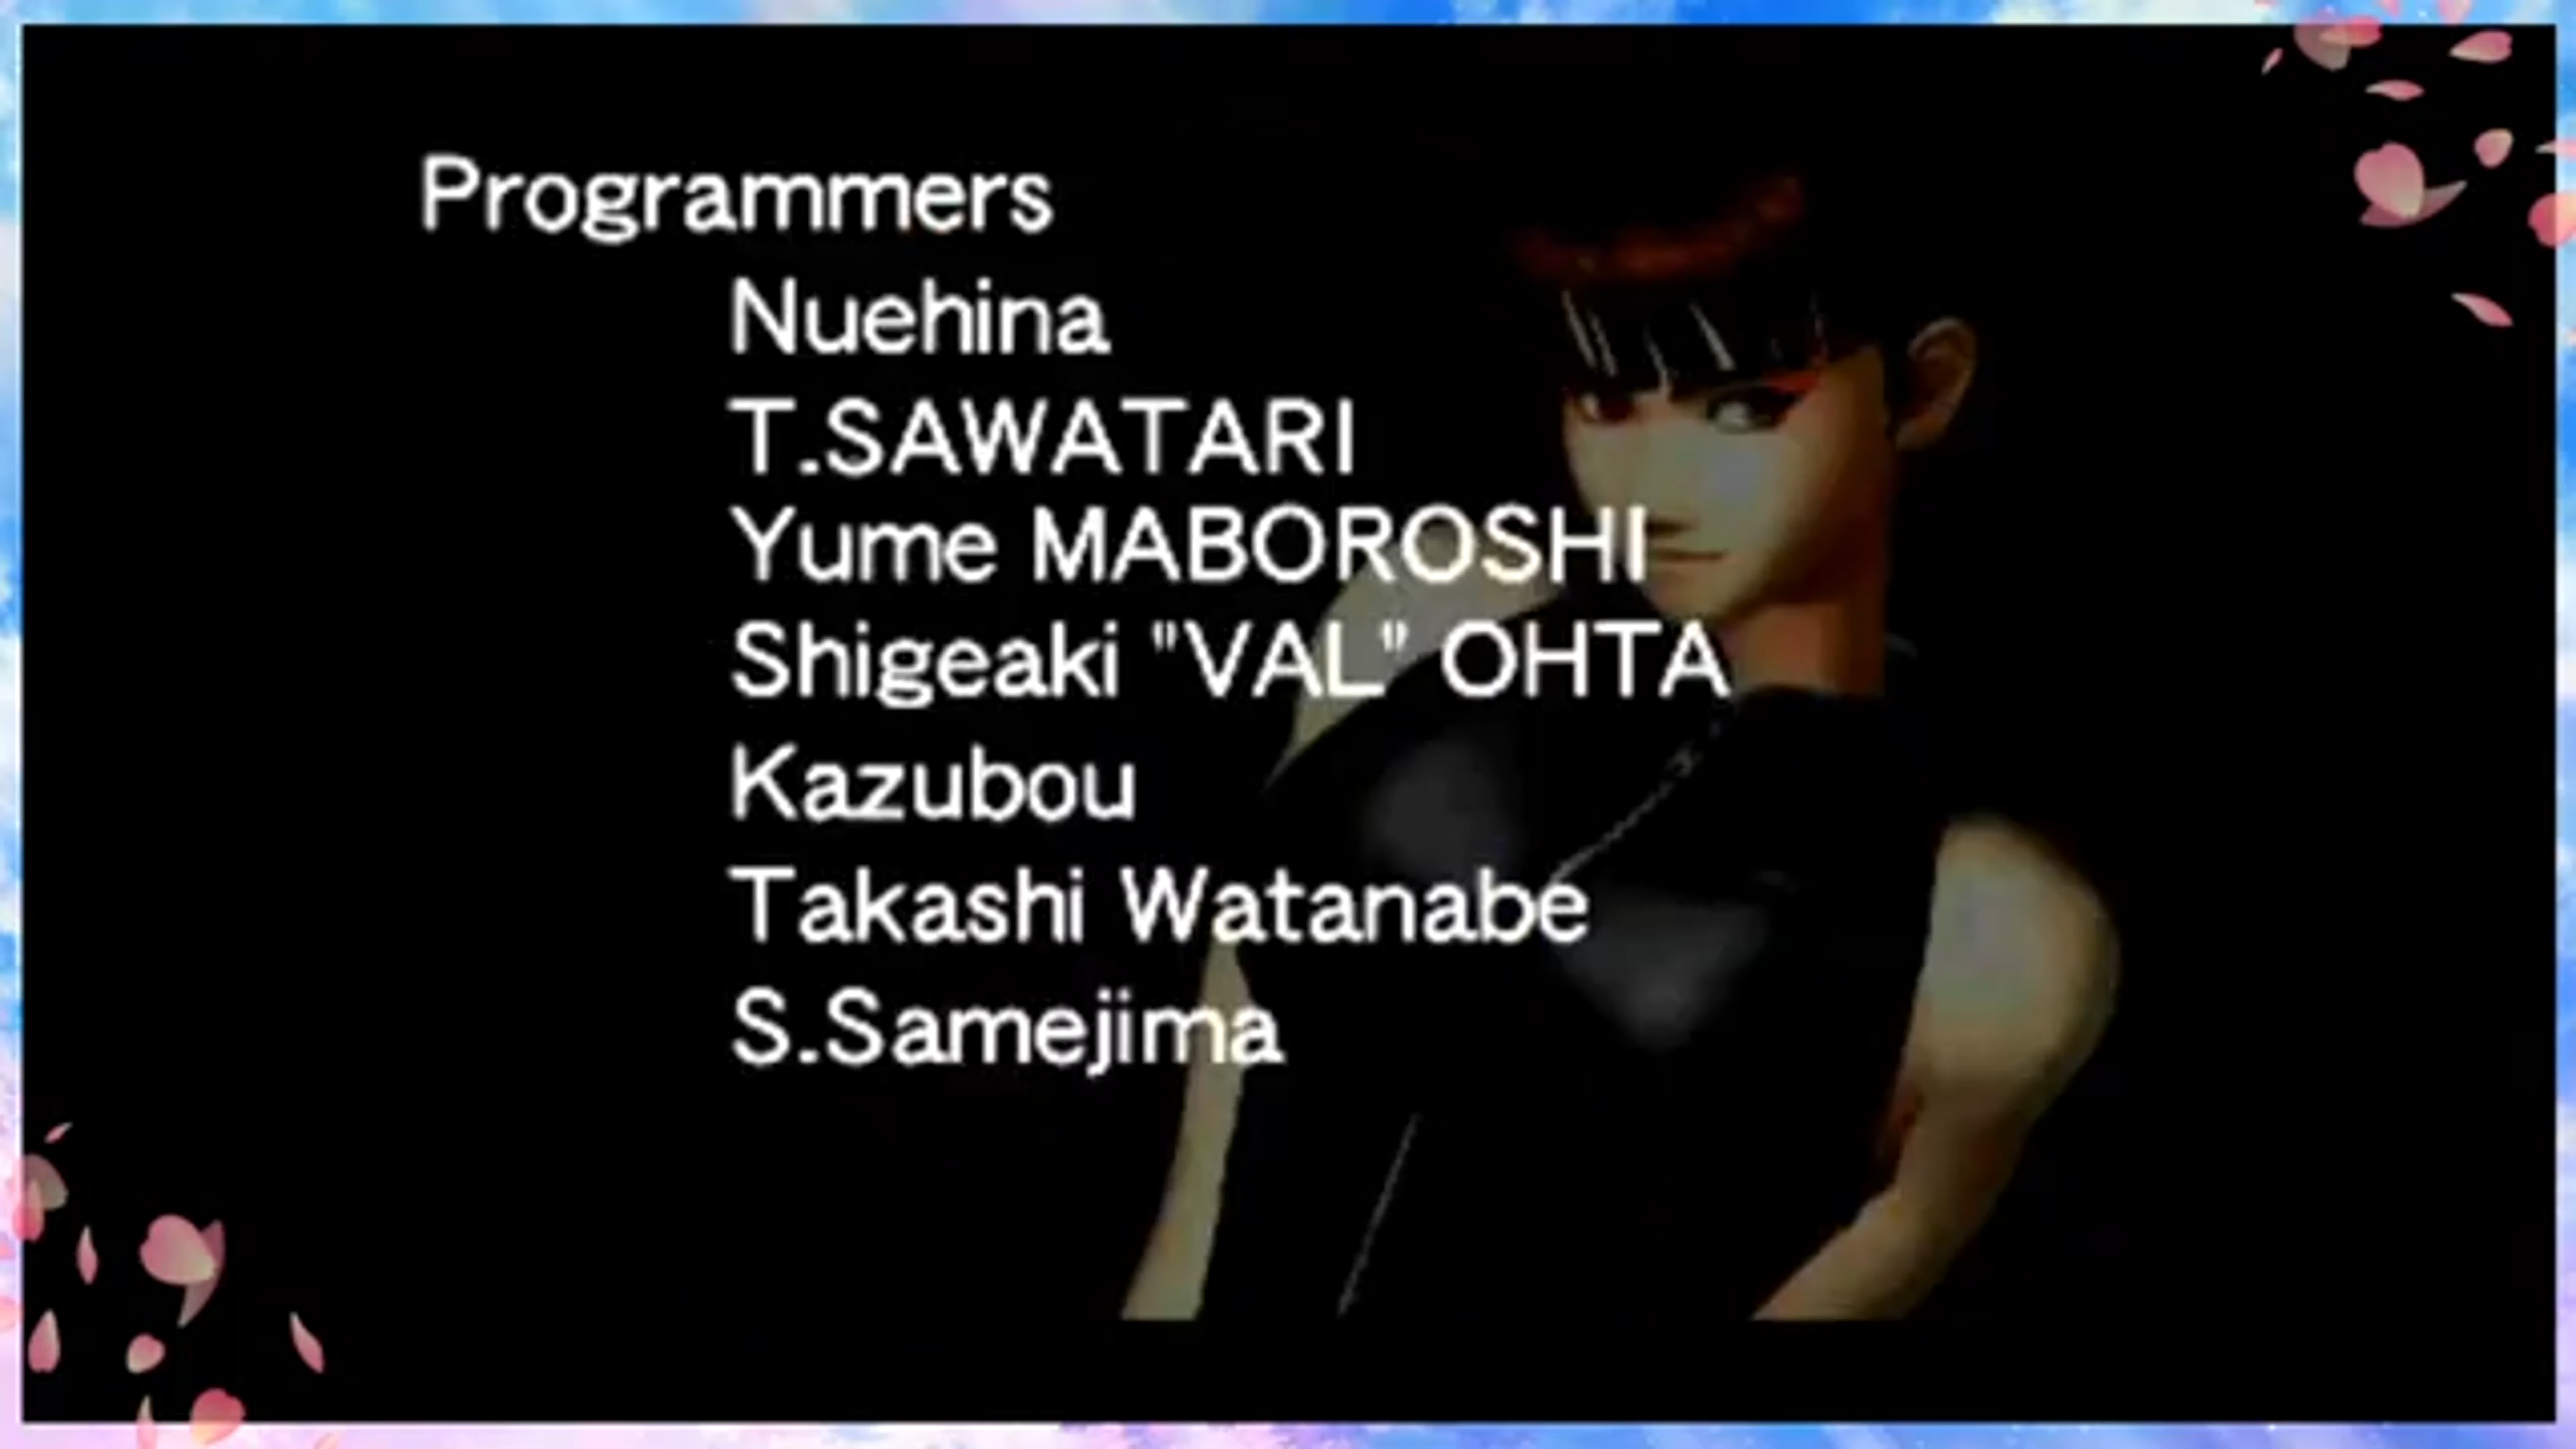 Programmers
Nuehina
T.SAWATARI
Yume MABOROSHI
Shigeaki "VAL" OHTA
Kazubou
Takashi Watanabe
S.Samejima